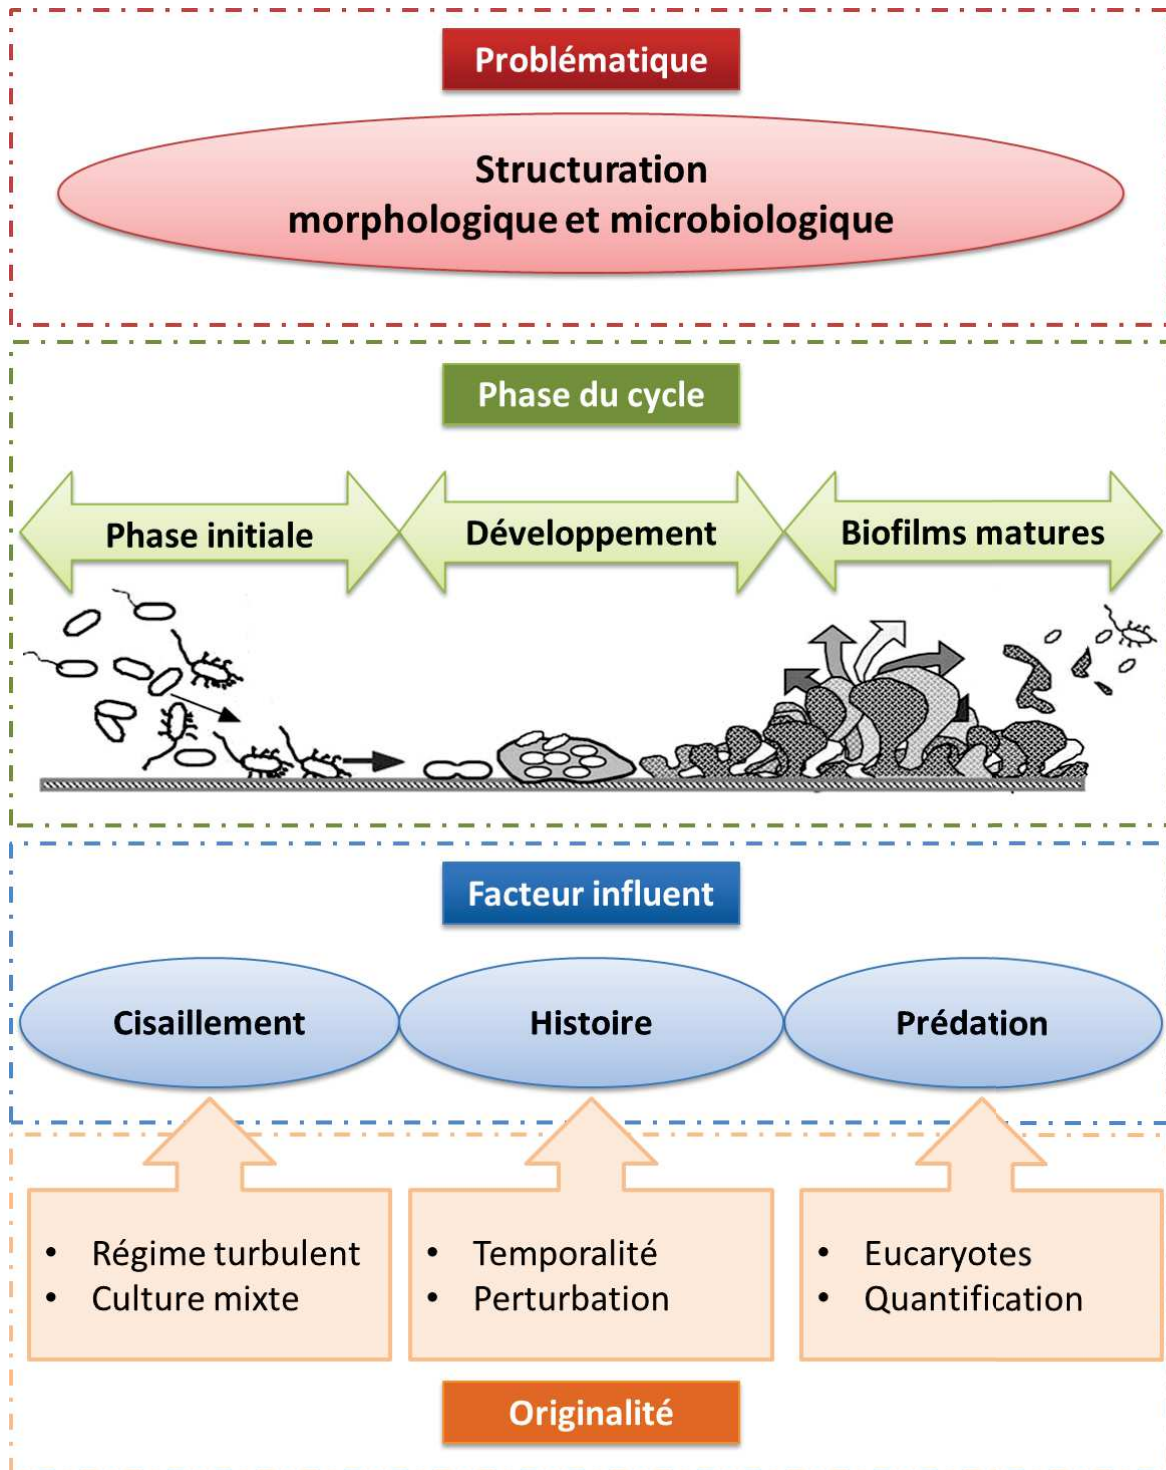 Problématique
Structuration
morphologique et microbiologique
Phase du cycle
Phase initiale
Développement
Biofilms matures
Facteur influent
Cisaillement
Histoire
Prédation
• Régime turbulent
• Culture mixte
• Temporalité
• Perturbation
• Eucaryotes
• Quantification
Originalité